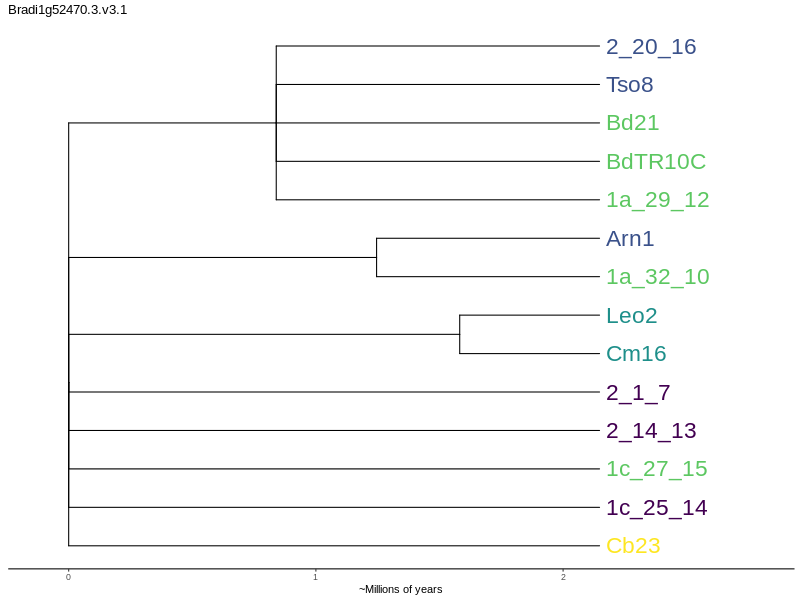 Bradi1g52470.3.v3.1
2_20_16
Tso8
Bd21
BdTR10C
1a_29_12
Arn1
1a_32_10
Leo2
Cm16
2_1_7
2_14_13
1c_27_15
1c_25_14
Cb23
0 1 2
~Millions of years